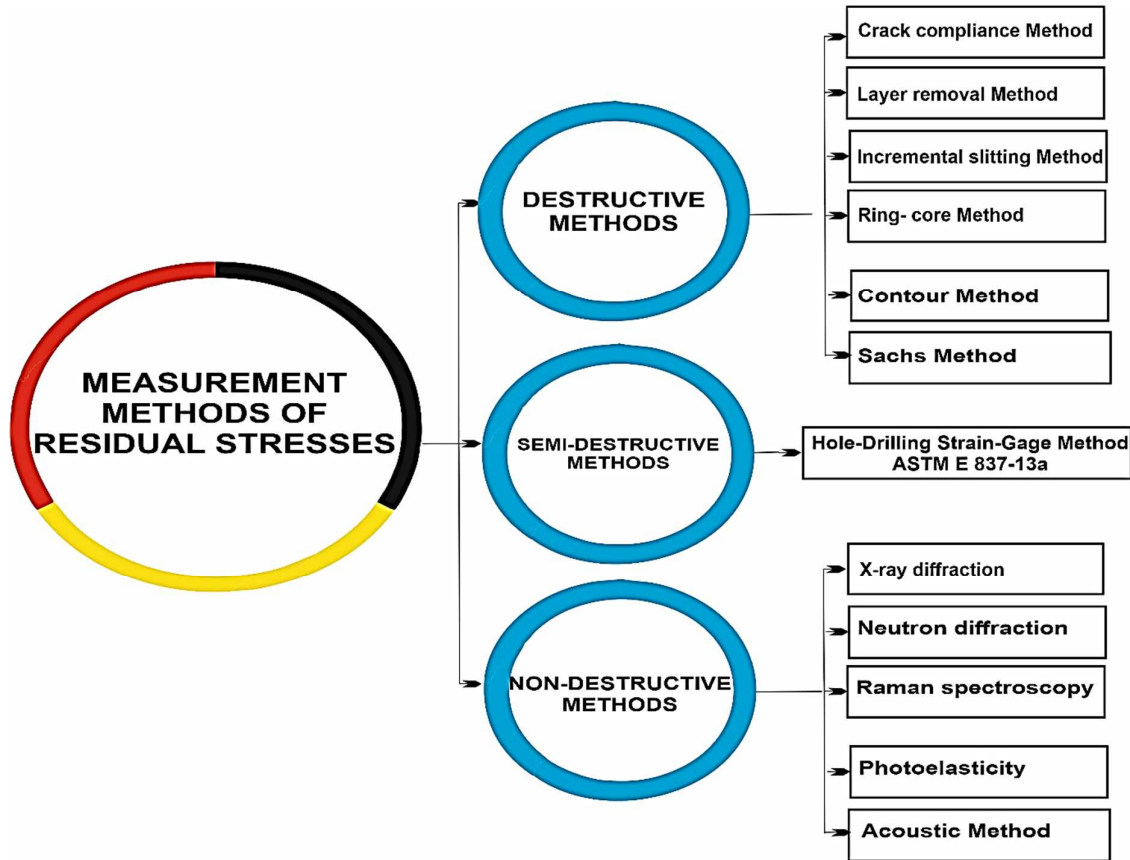 MEASUREMENT
METHODS OF
RESIDUAL STRESSES
DESTRUCTIVE
METHODS
Crack compliance Method
Layer removal Method
Incremental slitting Method
Ring- core Method
Contour Method
Sachs Method
SEMI-DESTRUCTIVE
METHODS
Hole-Drilling Strain-Gage Method
ASTM E 837-13a
NON-DESTRUCTIVE
METHODS
X-ray diffraction
Neutron diffraction
Raman spectroscopy
Photoelasticity
Acoustic Method